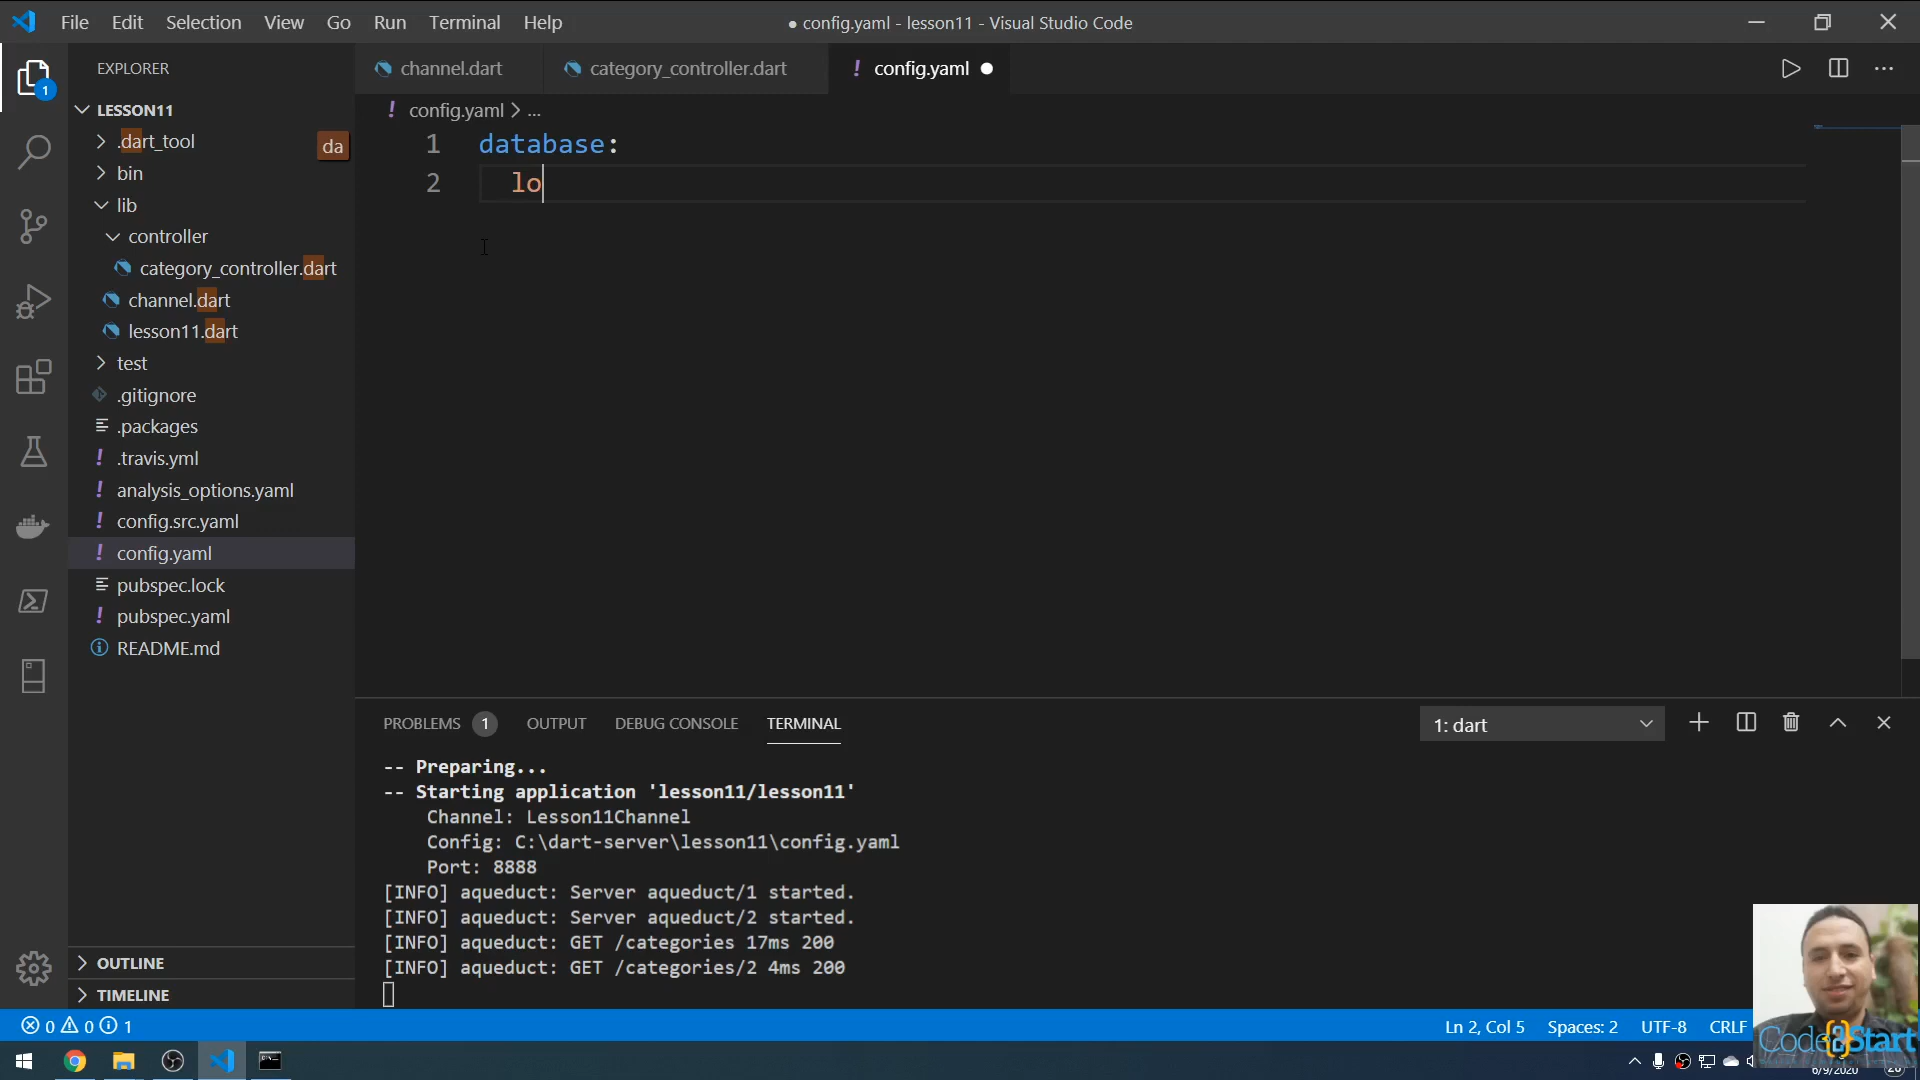 File Edit Selection View Go Run Terminal Help
● config.yaml - lesson11 - Visual Studio Code
EXPLORER
channel.dart
category_controller.dart
! config.yaml ●
1
LESSON11
.dart_tool
da
bin
lib
controller
category_controller.dart
channel.dart
lesson11.dart
test
.gitignore
.packages
! .travis.yml
! analysis_options.yaml
! config.src.yaml
! config.yaml
pubspec.lock
! pubspec.yaml
README.md
OUTLINE
TIMELINE
! config.yaml > ...
1 database:
2 lo
PROBLEMS 1 OUTPUT DEBUG CONSOLE TERMINAL
1: dart
-- Preparing...
-- Starting application 'lesson11/lesson11'
Channel: Lesson11Channel
Config: C:\dart-server\lesson11\config.yaml
Port: 8888
[INFO] aqueduct: Server aqueduct/1 started.
[INFO] aqueduct: Server aqueduct/2 started.
[INFO] aqueduct: GET /categories 17ms 200
[INFO] aqueduct: GET /categories/2 4ms 200
0 0 1
Ln 2, Col 5 Spaces: 2 UTF-8 CRLF
Code2Start
6/9/2020